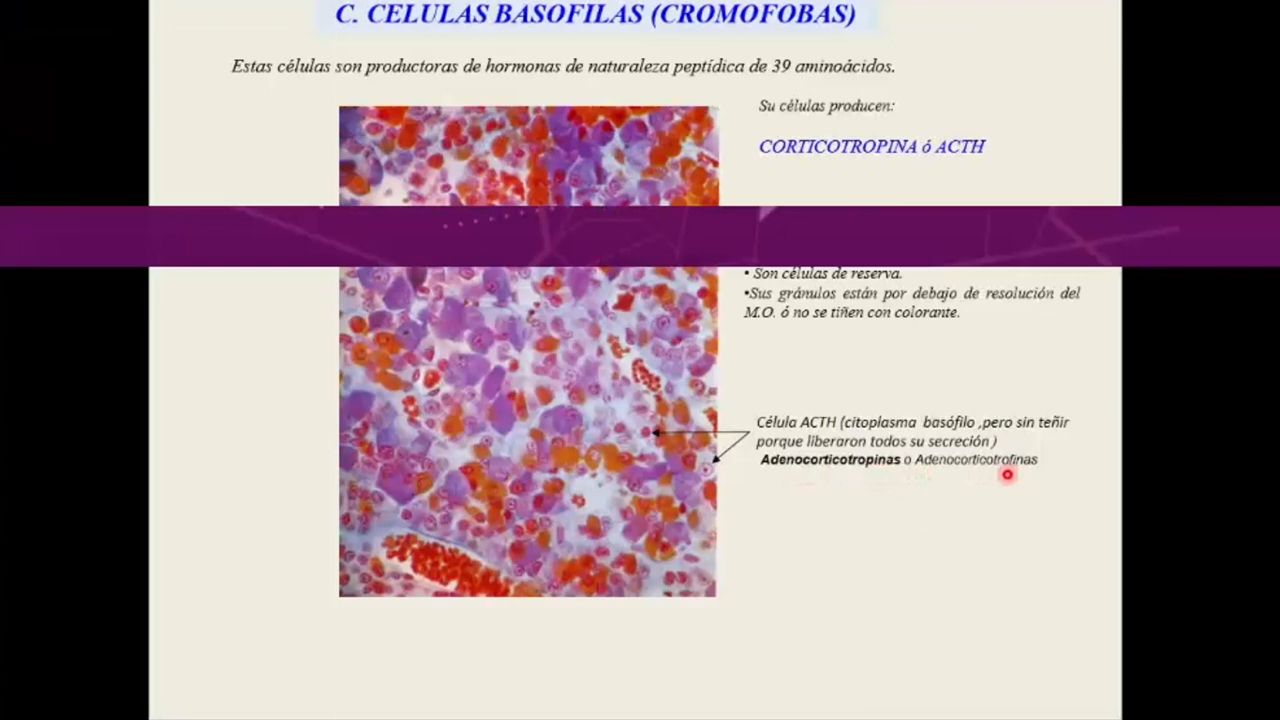 C. CELULAS BASOFILAS (CROMOFOBAS)
Estas células son productoras de hormonas de naturaleza peptídica de 39 aminoácidos.
Su células producen:
CORTICOTROPINA ó ACTH
• Son células de reserva.
•Sus gránulos están por debajo de resolución del
M.O. ó no se tiñen con colorante.
Célula ACTH (citoplasma basófilo ,pero sin teñir
porque liberaron todos su secreción )
Adenocorticotropinas o Adenocorticotrofinas